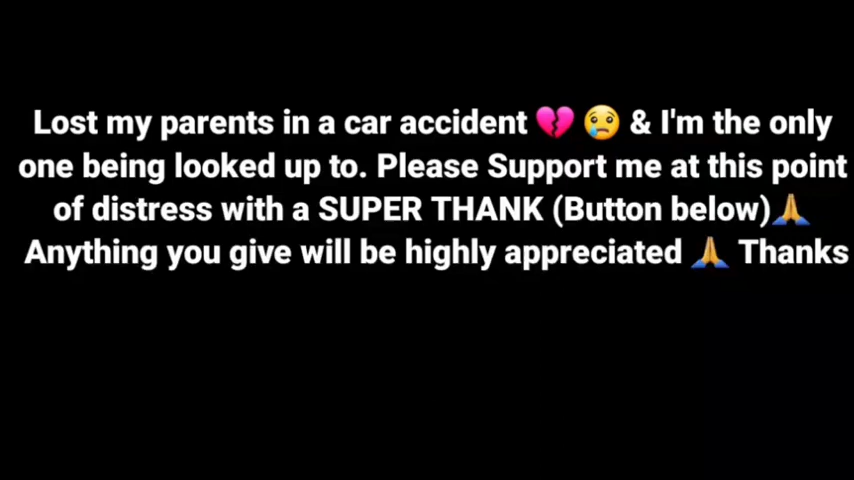 Lost my parents in a car accident 💔 😢 & I'm the only
one being looked up to. Please Support me at this point
of distress with a SUPER THANK (Button below)🙏
Anything you give will be highly appreciated 🙏 Thanks